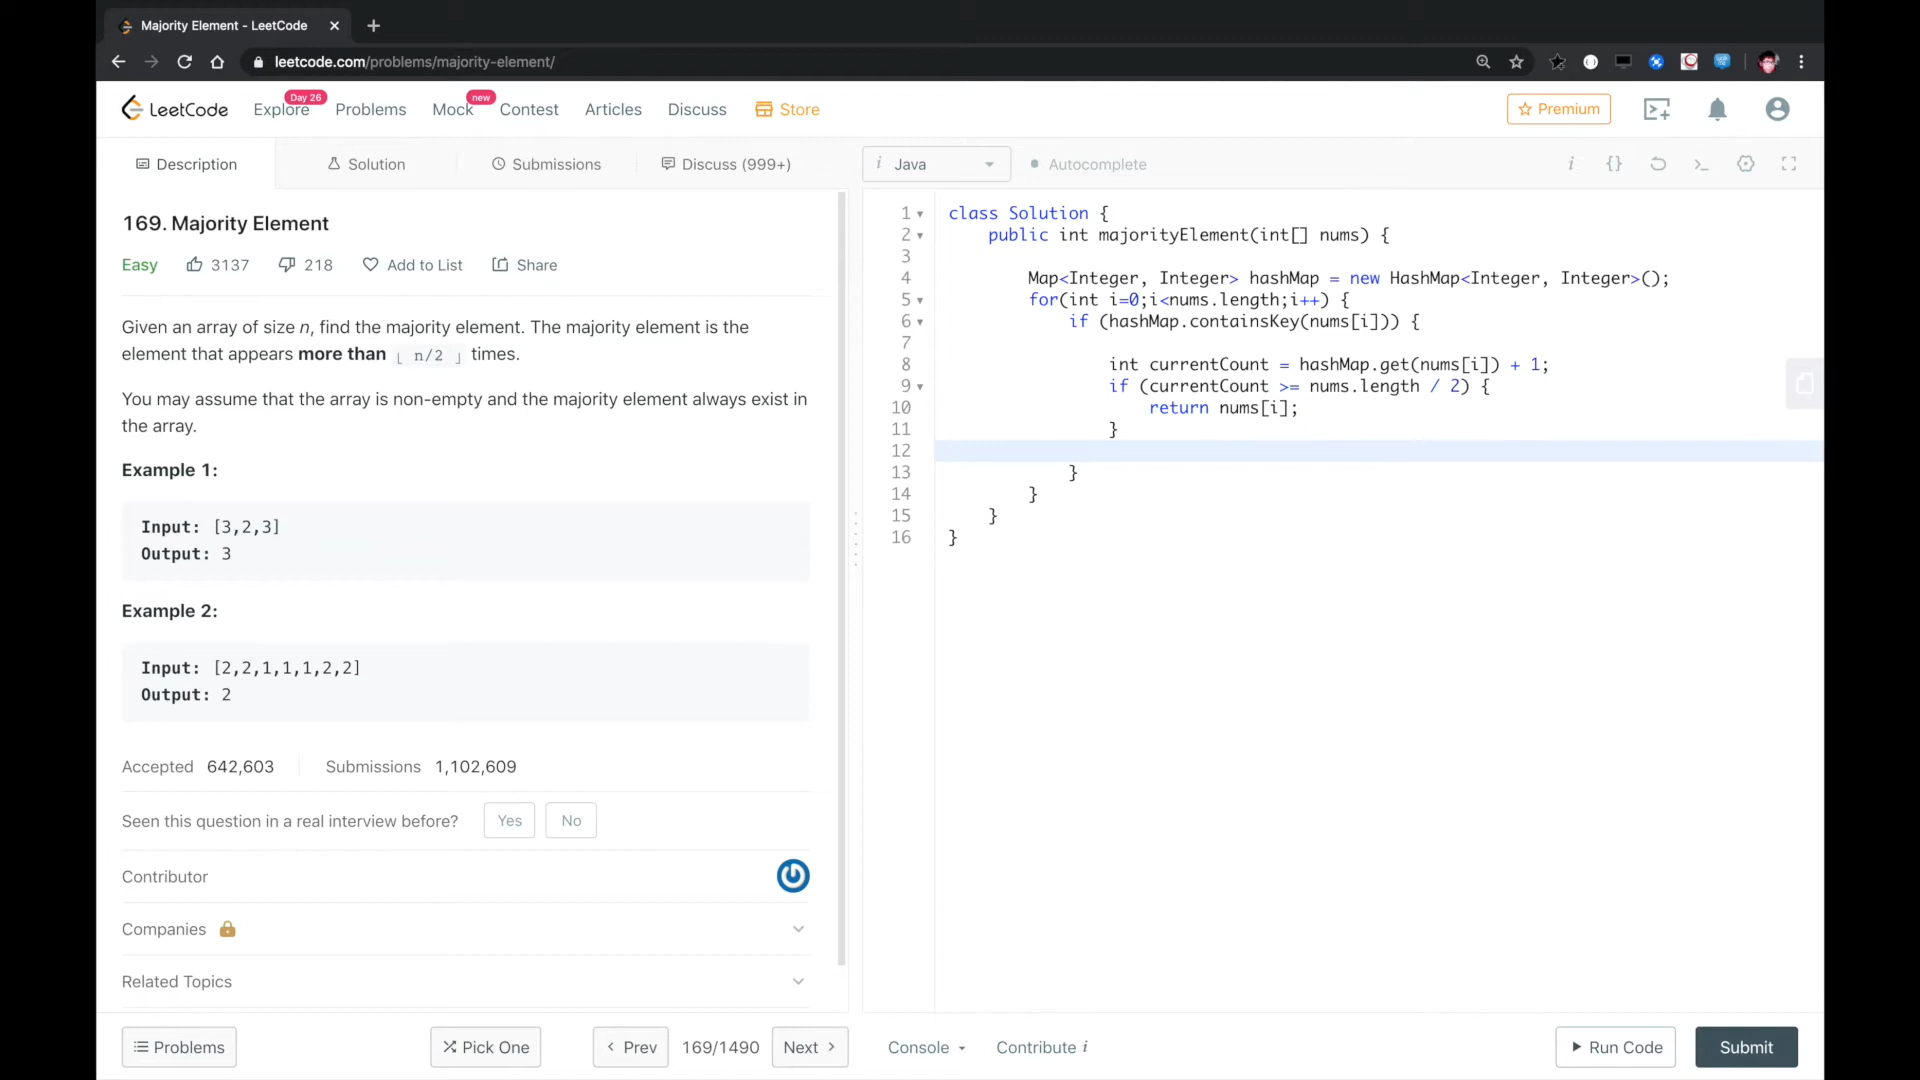 Majority Element - LeetCode
leetcode.com/problems/majority-element/
LeetCode Explore Day 26 Problems Mock new Contest Articles Discuss Store Premium
Description Solution Submissions Discuss (999+)
i Java Autocomplete i {} >_
169. Majority Element
Easy 3137 218 Add to List Share
Given an array of size n, find the majority element. The majority element is the
element that appears more than ⌊ n/2 ⌋ times.
You may assume that the array is non-empty and the majority element always exist in
the array.
Example 1:
Input: [3,2,3]
Output: 3
Example 2:
Input: [2,2,1,1,1,2,2]
Output: 2
Accepted 642,603 Submissions 1,102,609
Seen this question in a real interview before? Yes No
Contributor
Companies
Related Topics
Problems Pick One Prev 169/1490 Next
1 class Solution {
2 public int majorityElement(int[] nums) {
3
4 Map<Integer, Integer> hashMap = new HashMap<Integer, Integer>();
5 for(int i=0;i<nums.length;i++) {
6 if (hashMap.containsKey(nums[i])) {
7
8 int currentCount = hashMap.get(nums[i]) + 1;
9 if (currentCount >= nums.length / 2) {
10 return nums[i];
11 }
12
13 }
14 }
15 }
16 }
Console Contribute i Run Code Submit